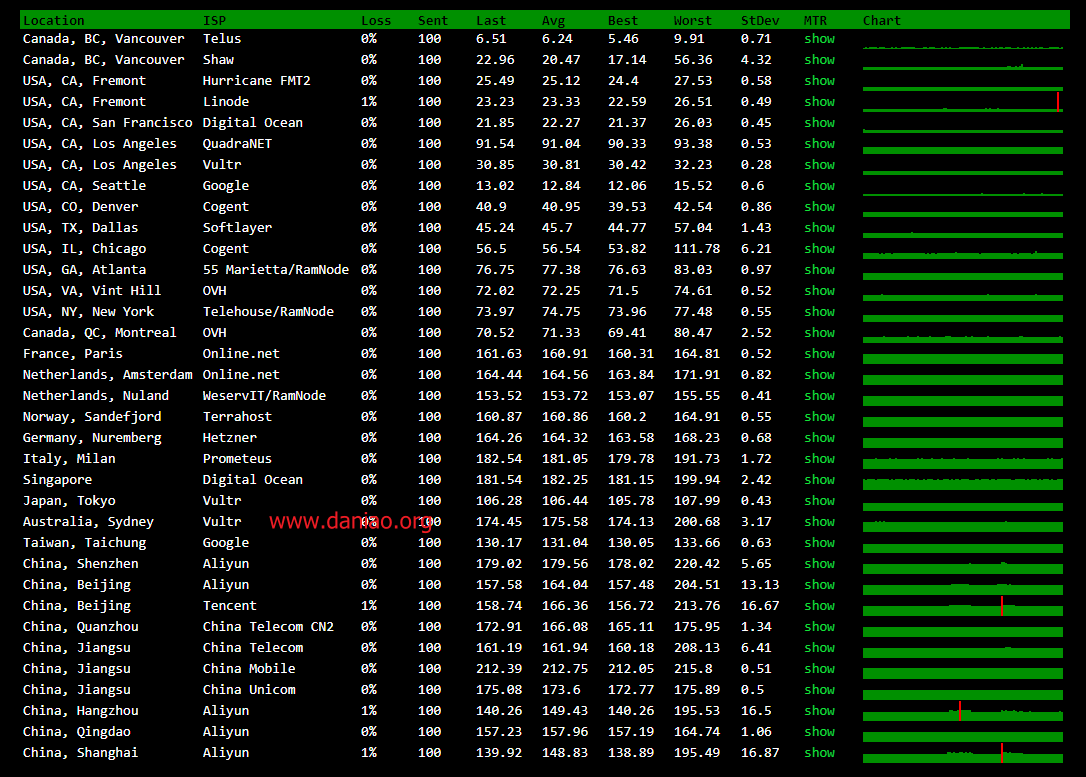 Location ISP Loss Sent Last Avg Best Worst StDev MTR Chart
Canada, BC, Vancouver Telus 0% 100 6.51 6.24 5.46 9.91 0.71 show
Canada, BC, Vancouver Shaw 0% 100 22.96 20.47 17.14 56.36 4.32 show
USA, CA, Fremont Hurricane FMT2 0% 100 25.49 25.12 24.4 27.53 0.58 show
USA, CA, Fremont Linode 1% 100 23.23 23.33 22.59 26.51 0.49 show
USA, CA, San Francisco Digital Ocean 0% 100 21.85 22.27 21.37 26.03 0.45 show
USA, CA, Los Angeles QuadraNET 0% 100 91.54 91.04 90.33 93.38 0.53 show
USA, CA, Los Angeles Vultr 0% 100 30.85 30.81 30.42 32.23 0.28 show
USA, CA, Seattle Google 0% 100 13.02 12.84 12.06 15.52 0.6 show
USA, CO, Denver Cogent 0% 100 40.9 40.95 39.53 42.54 0.86 show
USA, TX, Dallas Softlayer 0% 100 45.24 45.7 44.77 57.04 1.43 show
USA, IL, Chicago Cogent 0% 100 56.5 56.54 53.82 111.78 6.21 show
USA, GA, Atlanta 55 Marietta/RamNode 0% 100 76.75 77.38 76.63 83.03 0.97 show
USA, VA, Vint Hill OVH 0% 100 72.02 72.25 71.5 74.61 0.52 show
USA, NY, New York Telehouse/RamNode 0% 100 73.97 74.75 73.96 77.48 0.55 show
Canada, QC, Montreal OVH 0% 100 70.52 71.33 69.41 80.47 2.52 show
France, Paris Online.net 0% 100 161.63 160.91 160.31 164.81 0.52 show
Netherlands, Amsterdam Online.net 0% 100 164.44 164.56 163.84 171.91 0.82 show
Netherlands, Nuland WeservIT/RamNode 0% 100 153.52 153.72 153.07 155.55 0.41 show
Norway, Sandefjord Terrahost 0% 100 160.87 160.86 160.2 164.91 0.55 show
Germany, Nuremberg Hetzner 0% 100 164.26 164.32 163.58 168.23 0.68 show
Italy, Milan Prometeus 0% 100 182.54 181.05 179.78 191.73 1.72 show
Singapore Digital Ocean 0% 100 181.54 182.25 181.15 199.94 2.42 show
Japan, Tokyo Vultr 0% 100 106.28 106.44 105.78 107.99 0.43 show
Australia, Sydney Vultr 0% 100 174.45 175.58 174.13 200.68 3.17 show
www.daniao.org
Taiwan, Taichung Google 0% 100 130.17 131.04 130.05 133.66 0.63 show
China, Shenzhen Aliyun 0% 100 179.02 179.56 178.02 220.42 5.65 show
China, Beijing Aliyun 0% 100 157.58 164.04 157.48 204.51 13.13 show
China, Beijing Tencent 1% 100 158.74 166.36 156.72 213.76 16.67 show
China, Quanzhou China Telecom CN2 0% 100 172.91 166.08 165.11 175.95 1.34 show
China, Jiangsu China Telecom 0% 100 161.19 161.94 160.18 208.13 6.41 show
China, Jiangsu China Mobile 0% 100 212.39 212.75 212.05 215.8 0.51 show
China, Jiangsu China Unicom 0% 100 175.08 173.6 172.77 175.89 0.5 show
China, Hangzhou Aliyun 1% 100 140.26 149.43 140.26 195.53 16.5 show
China, Qingdao Aliyun 0% 100 157.23 157.96 157.19 164.74 1.06 show
China, Shanghai Aliyun 1% 100 139.92 148.83 138.89 195.49 16.87 show